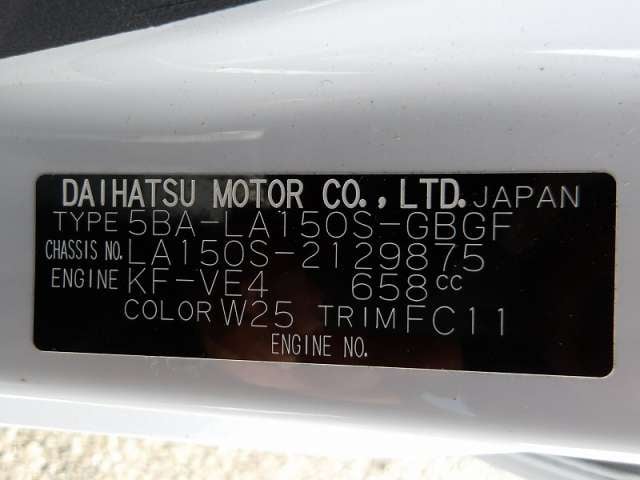 DAIHATSU MOTOR CO., LTD. JAPAN
TYPE 5BA-LA150S-GBGF
CHASSIS NO. LA150S-2129875
ENGINE KF-VE4 658cc
COLOR W25 TRIM FC11
ENGINE NO.